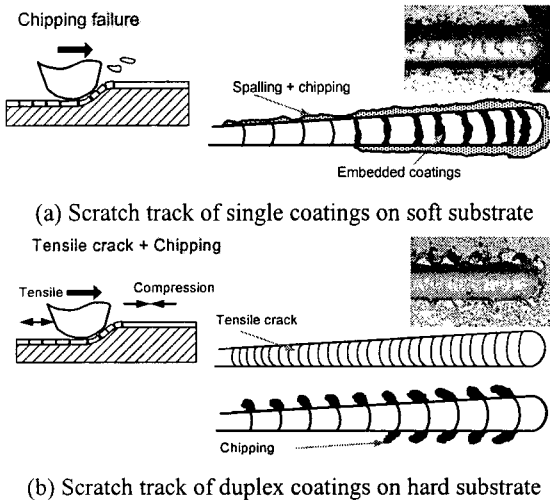 Chipping failure
Spalling + chipping
Embedded coatings
(a) Scratch track of single coatings on soft substrate
Tensile crack + Chipping
Tensile
Compression
Tensile crack
Chipping
(b) Scratch track of duplex coatings on hard substrate